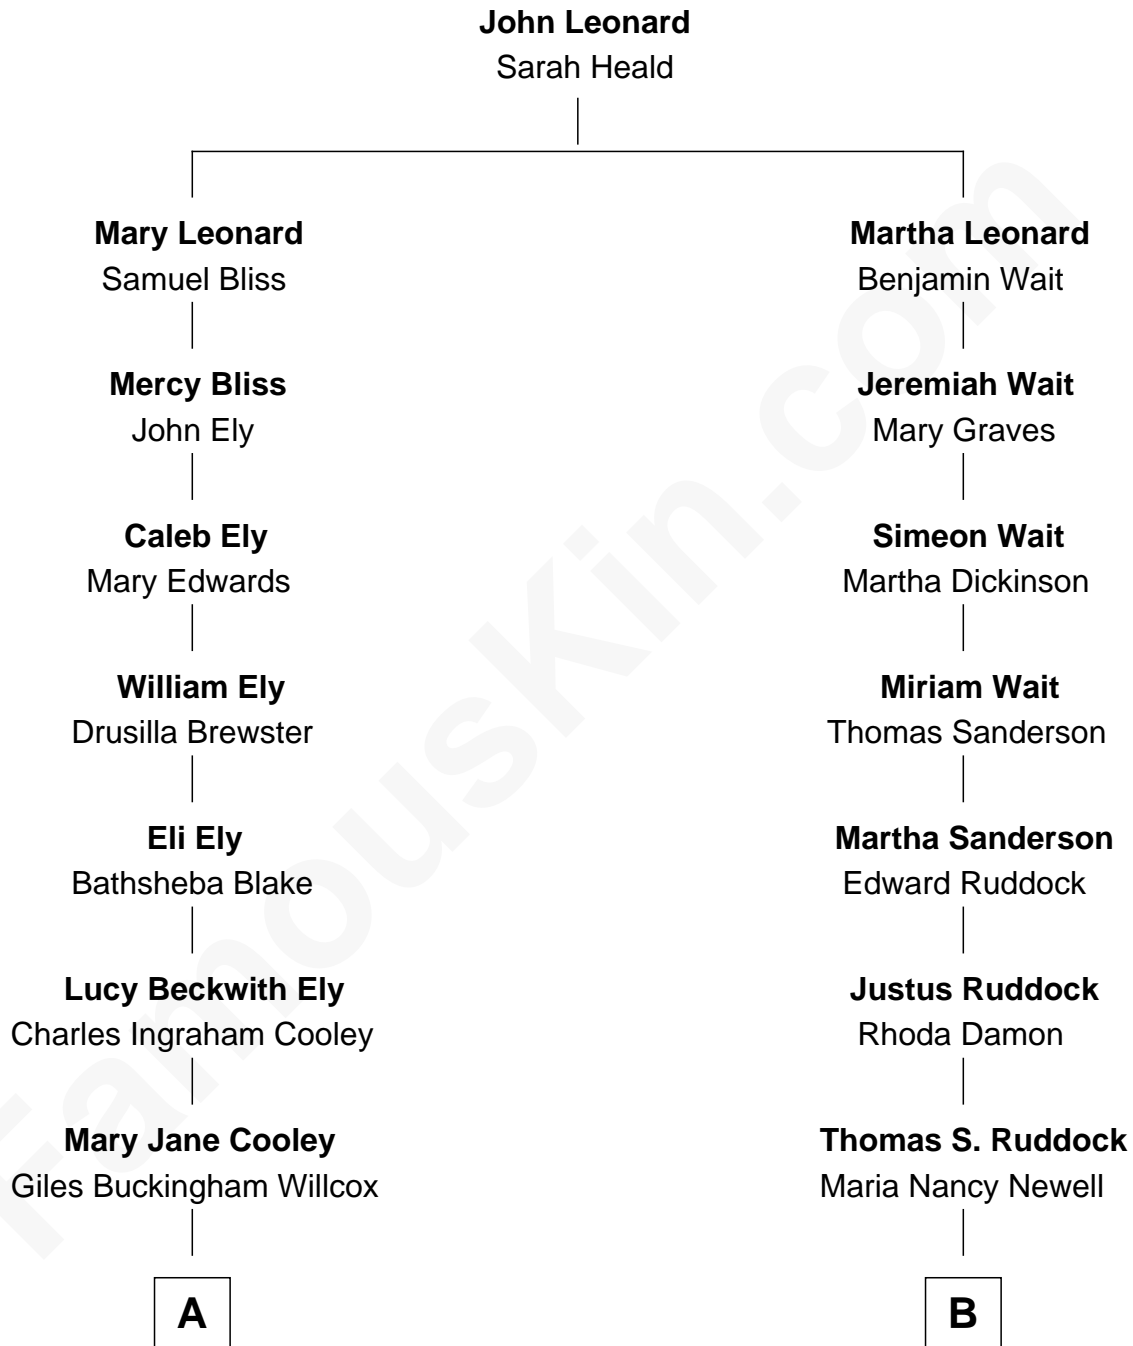 John Leonard
Sarah Heald
Mary Leonard
Samuel Bliss
Martha Leonard
Benjamin Wait
Mercy Bliss
John Ely
Jeremiah Wait
Mary Graves
Caleb Ely
Mary Edwards
Simeon Wait
Martha Dickinson
William Ely
Drusilla Brewster
Miriam Wait
Thomas Sanderson
Eli Ely
Bathsheba Blake
Martha Sanderson
Edward Ruddock
Lucy Beckwith Ely
Charles Ingraham Cooley
Justus Ruddock
Rhoda Damon
Mary Jane Cooley
Giles Buckingham Willcox
Thomas S. Ruddock
Maria Nancy Newell
A
B
FamousKin.com